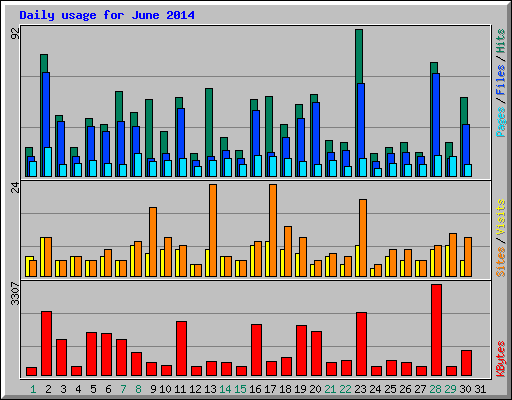 Daily usage for June 2014
92
Pages / Files / Hits
24
Sites / Visits
3307
KBytes
1 2 3 4 5 6 7 8 9 10 11 12 13 14 15 16 17 18 19 20 21 22 23 24 25 26 27 28 29 30 31